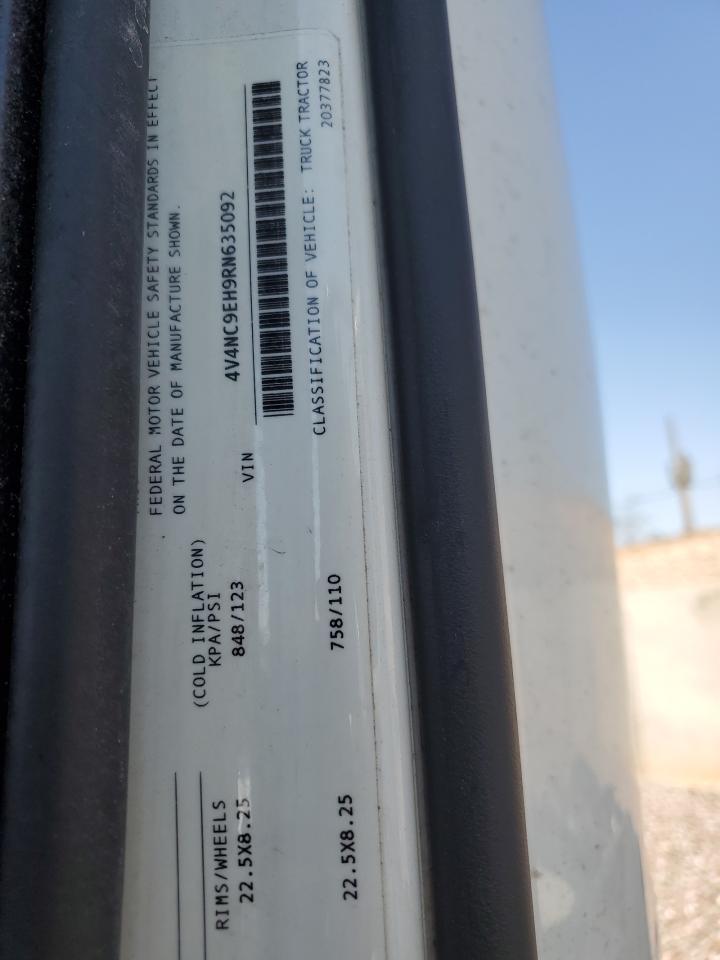 FEDERAL MOTOR VEHICLE SAFETY STANDARDS IN EFFECT
ON THE DATE OF MANUFACTURE SHOWN.
(COLD INFLATION)
RIMS/WHEELS KPA/PSI
22.5X8.25 848/123 4V4NC9EH9RN635092
VIN
22.5X8.25 758/110 CLASSIFICATION OF VEHICLE: TRUCK TRACTOR
20377823